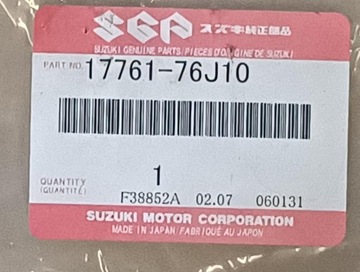 SGP スズキ純正部品
SUZUKI GENUINE PARTS/PIECES D'ORIGINE DE SUZUKI
PART NO. 17761-76J10
QUANTITY 1
(QUANTITÉ)
F38852A 02.07 060131
SUZUKI MOTOR CORPORATION
MADE IN JAPAN/FABRIQUÉ AU JAPON